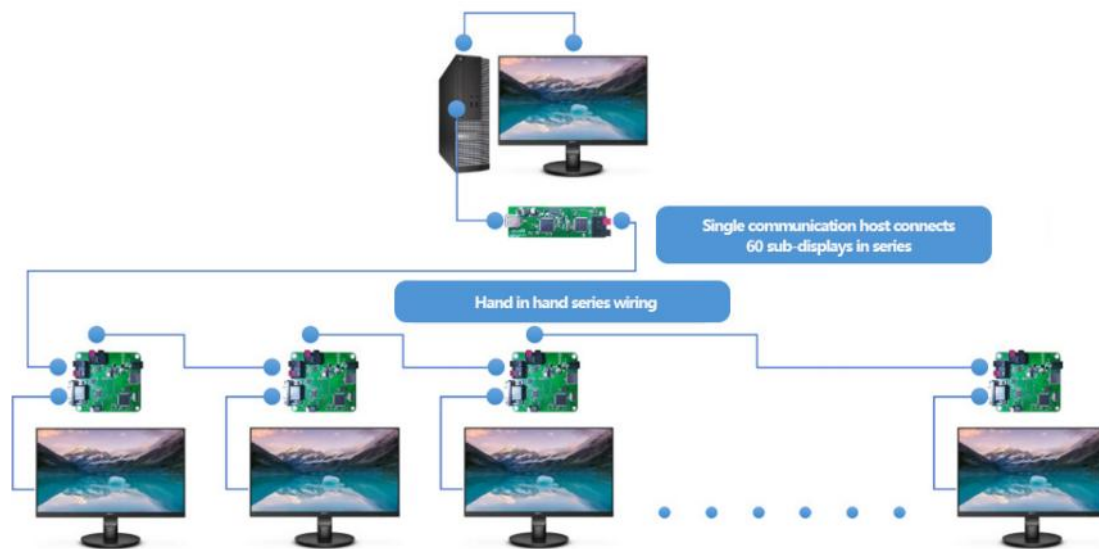 Single communication host connects
60 sub-displays in series
Hand in hand series wiring